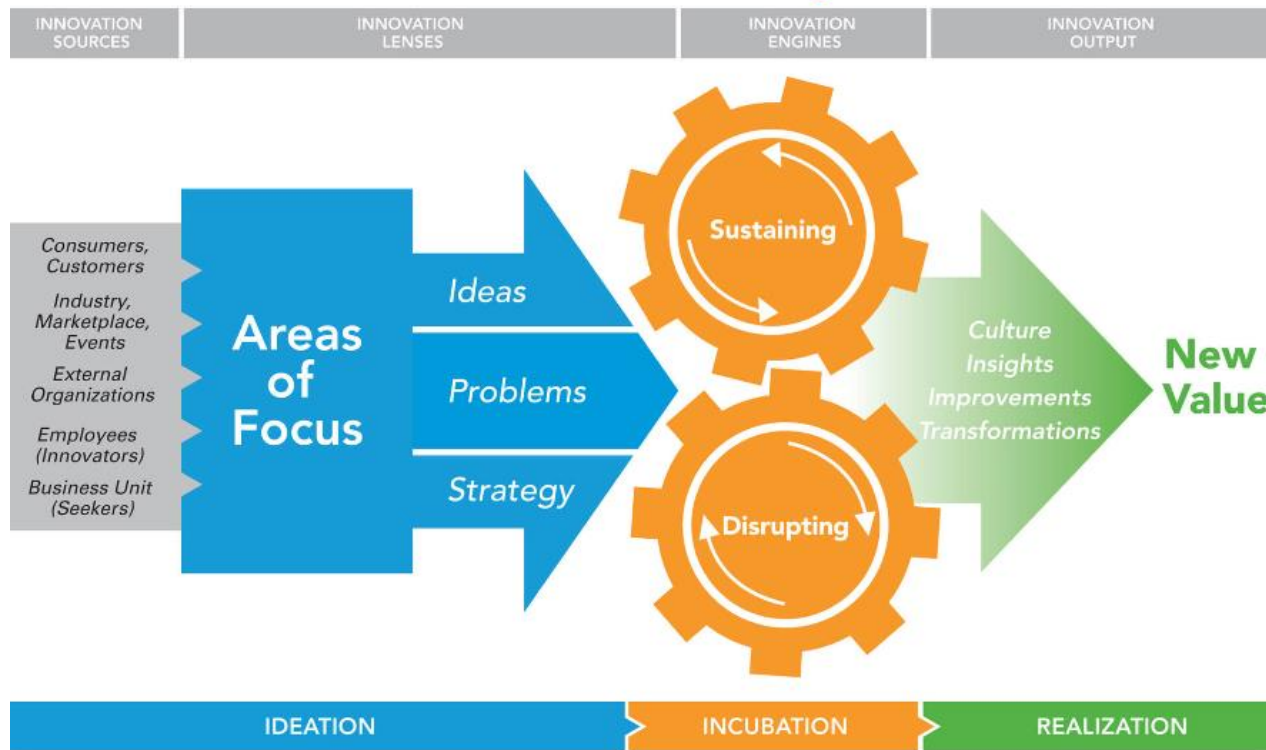 INNOVATION
SOURCES
INNOVATION
LENSES
INNOVATION
ENGINES
INNOVATION
OUTPUT
Consumers,
Customers
Industry,
Marketplace,
Events
External
Organizations
Employees
(Innovators)
Business Unit
(Seekers)
Areas
of
Focus
Ideas
Problems
Strategy
Sustaining
Disrupting
Culture
Insights
Improvements
Transformations
New
Value
IDEATION
INCUBATION
REALIZATION